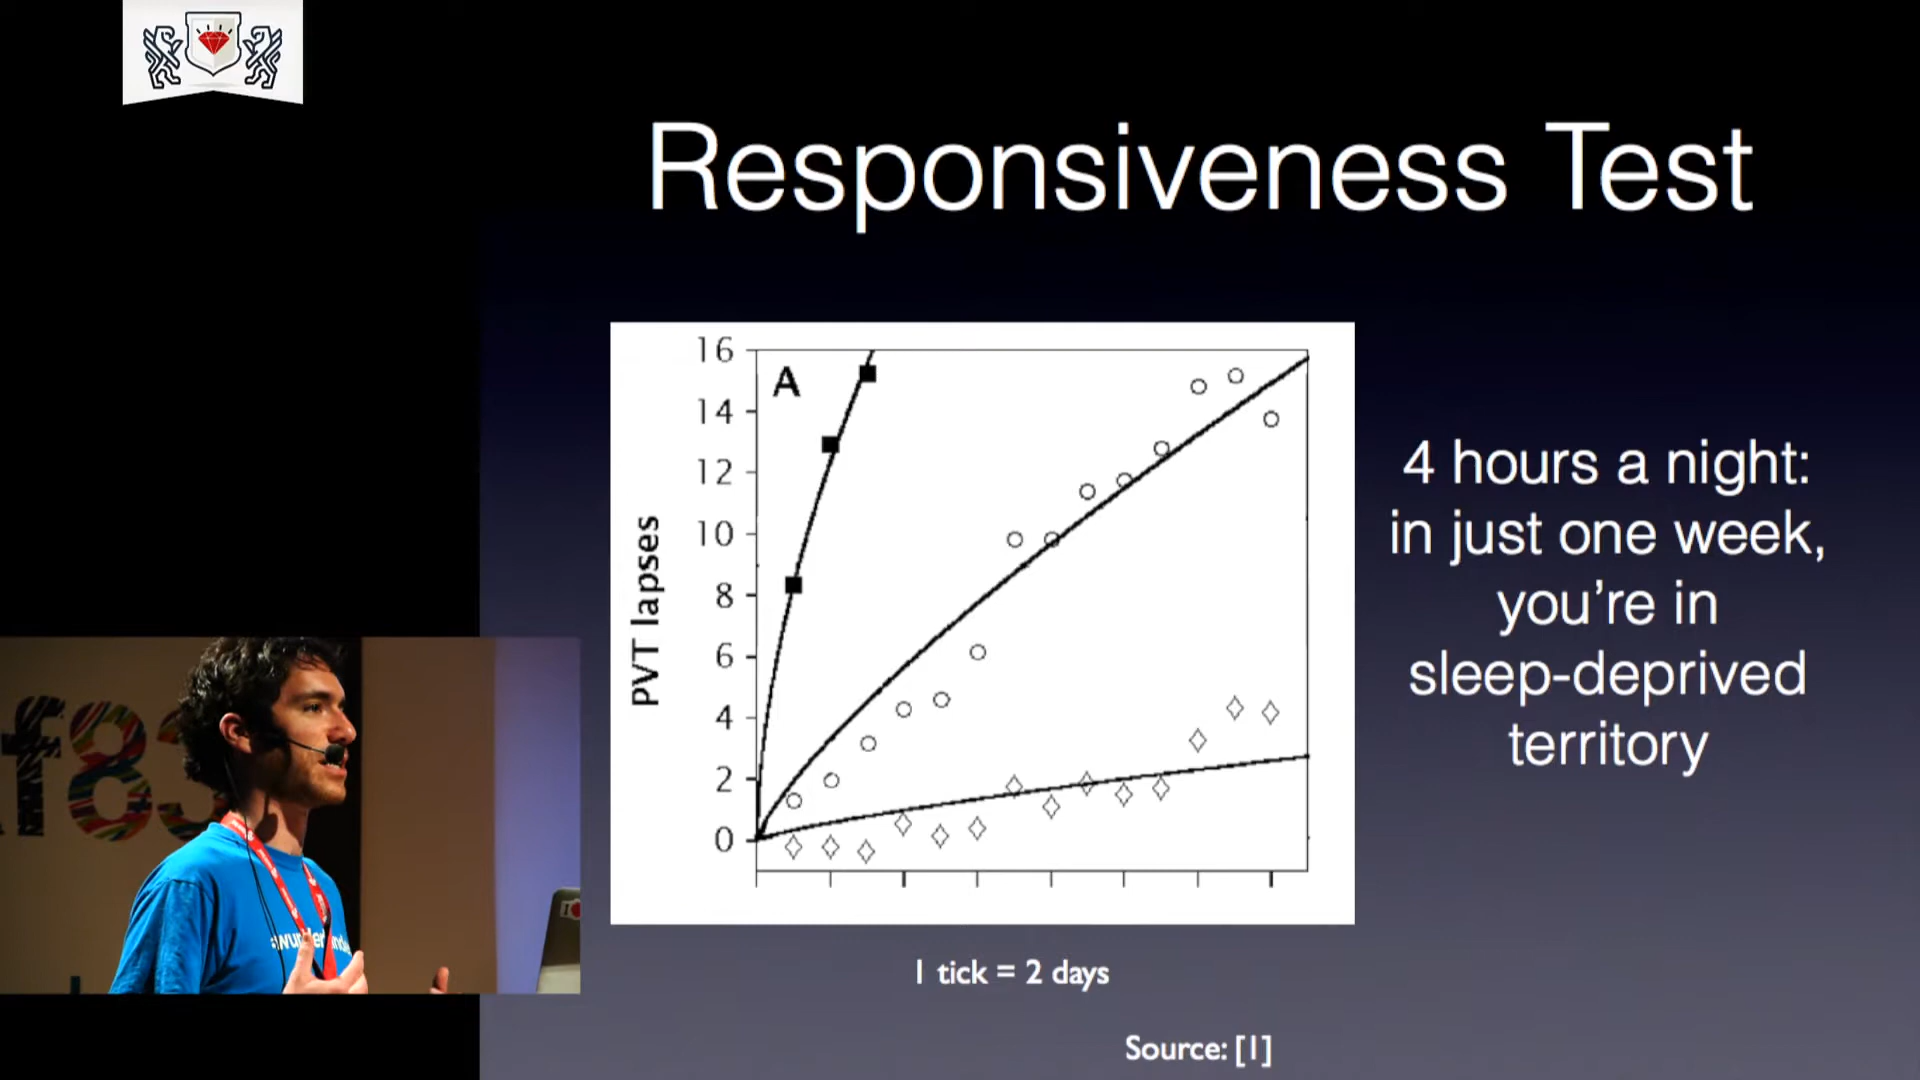 Responsiveness Test
A
16
14
12
10
8
6
4
2
0
PVT lapses
4 hours a night:
in just one week,
you're in
sleep-deprived
territory
1 tick = 2 days
Source: [1]